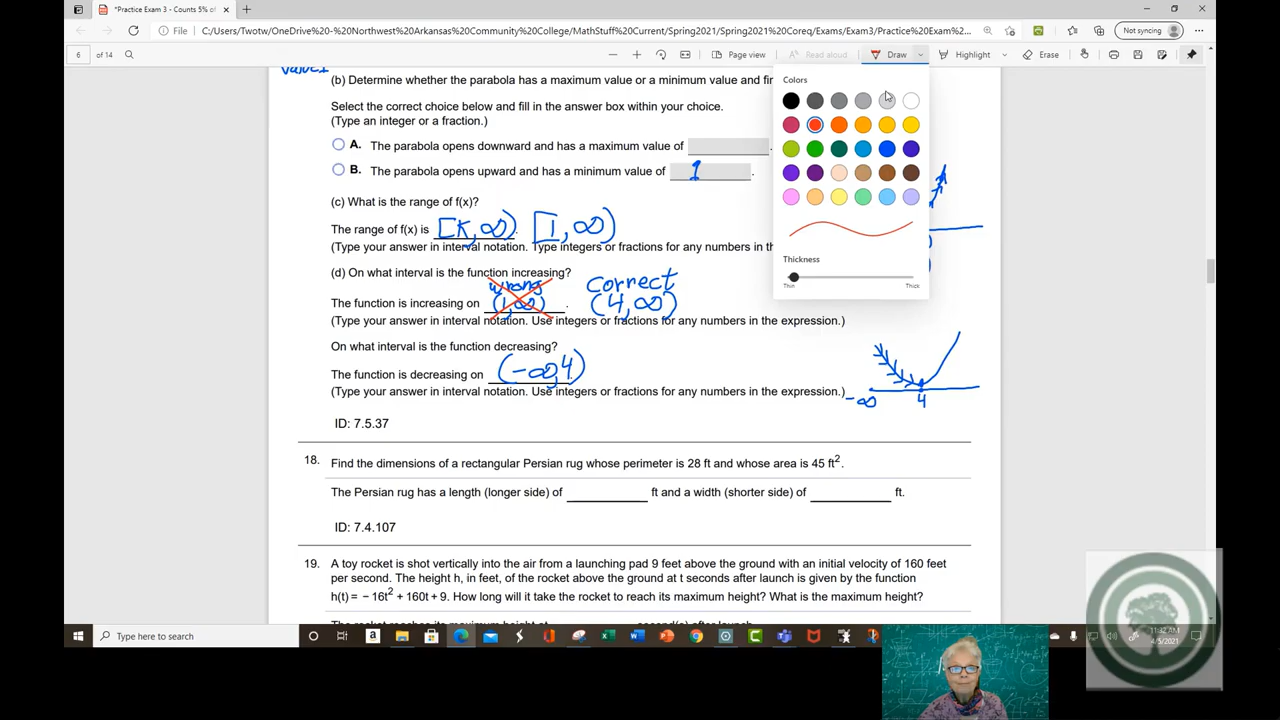 *Practice Exam 3 - Counts 5%
File | C:/Users/Twotw/OneDrive%20-%20Northwest%20Arkansas%20Community%20College/MathStuff%20Current/Spring2021/Spring2021%20Coreq/Exams/Exam3/Practice%20Exam...
Not syncing
6 of 14
Page view
Read aloud
Draw
Highlight
Erase
(b) Determine whether the parabola has a maximum value or a minimum value and fi
Colors
Select the correct choice below and fill in the answer box within your choice.
(Type an integer or a fraction.)
A. The parabola opens downward and has a maximum value of
B. The parabola opens upward and has a minimum value of 1.
(c) What is the range of f(x)?
The range of f(x) is [k,∞). [1,∞)
(Type your answer in interval notation. Type integers or fractions for any numbers in the
Thickness
Thin
Thick
(d) On what interval is the function increasing?
wrong
correct
The function is increasing on (1,∞). (4,∞)
(Type your answer in interval notation. Use integers or fractions for any numbers in the expression.)
On what interval is the function decreasing?
The function is decreasing on (-∞,4)
(Type your answer in interval notation. Use integers or fractions for any numbers in the expression.)
-∞ 4
ID: 7.5.37
18. Find the dimensions of a rectangular Persian rug whose perimeter is 28 ft and whose area is 45 ft².
The Persian rug has a length (longer side) of ft and a width (shorter side) of ft.
ID: 7.4.107
19. A toy rocket is shot vertically into the air from a launching pad 9 feet above the ground with an initial velocity of 160 feet
per second. The height h, in feet, of the rocket above the ground at t seconds after launch is given by the function
h(t) = − 16t² + 160t + 9. How long will it take the rocket to reach its maximum height? What is the maximum height?
Type here to search
11:32 AM
4/5/2021